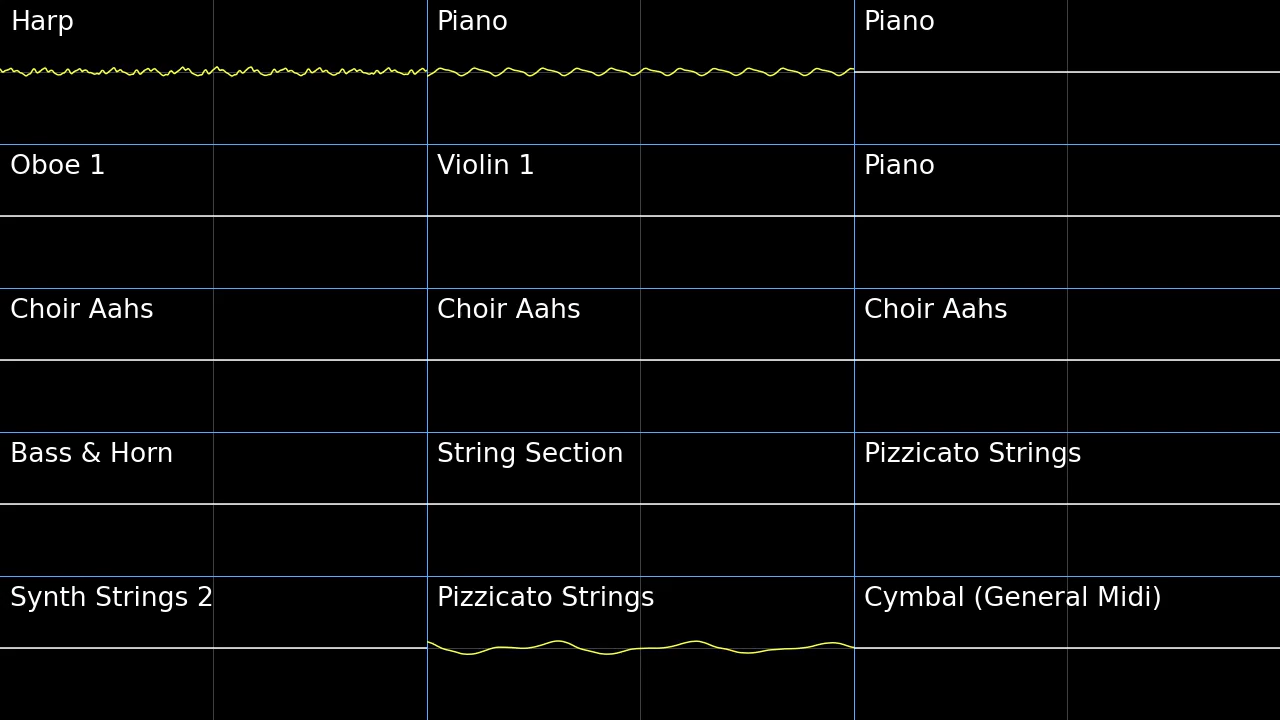 Harp
Piano
Piano
Oboe 1
Violin 1
Piano
Choir Aahs
Choir Aahs
Choir Aahs
Bass & Horn
String Section
Pizzicato Strings
Synth Strings 2
Pizzicato Strings
Cymbal (General Midi)